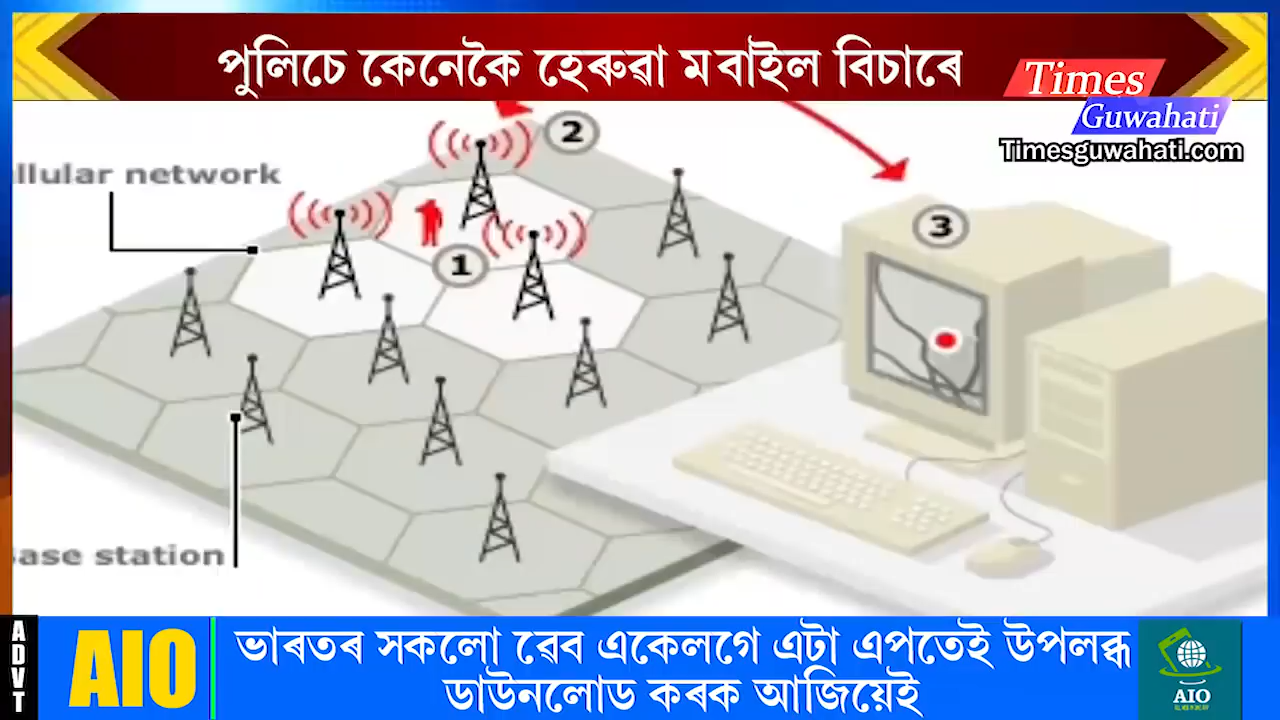 পুলিচে কেনেকৈ হেৰুৱা মবাইল বিচাৰে
Times
Guwahati
Timesguwahati.com
llular network
2
1
3
ase station
ADVT
AIO
ভাৰতৰ সকলো ৱেব একেলগে এটা এপতেই উপলব্ধ
ডাউনলোড কৰক আজিয়েই
AIO